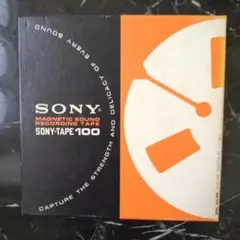 SONY®
MAGNETIC SOUND
RECORDING TAPE
SONY-TAPE 100
CAPTURE THE STRENGTH AND DELICACY OF EVERY SOUND